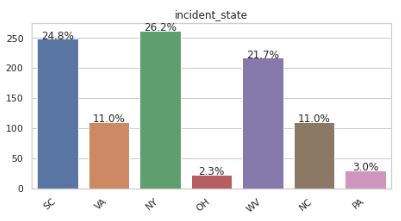 incident_state
250
200
150
100
50
0
24.8%
11.0%
26.2%
2.3%
21.7%
11.0%
3.0%
SC
VA
NY
OH
WV
NC
PA